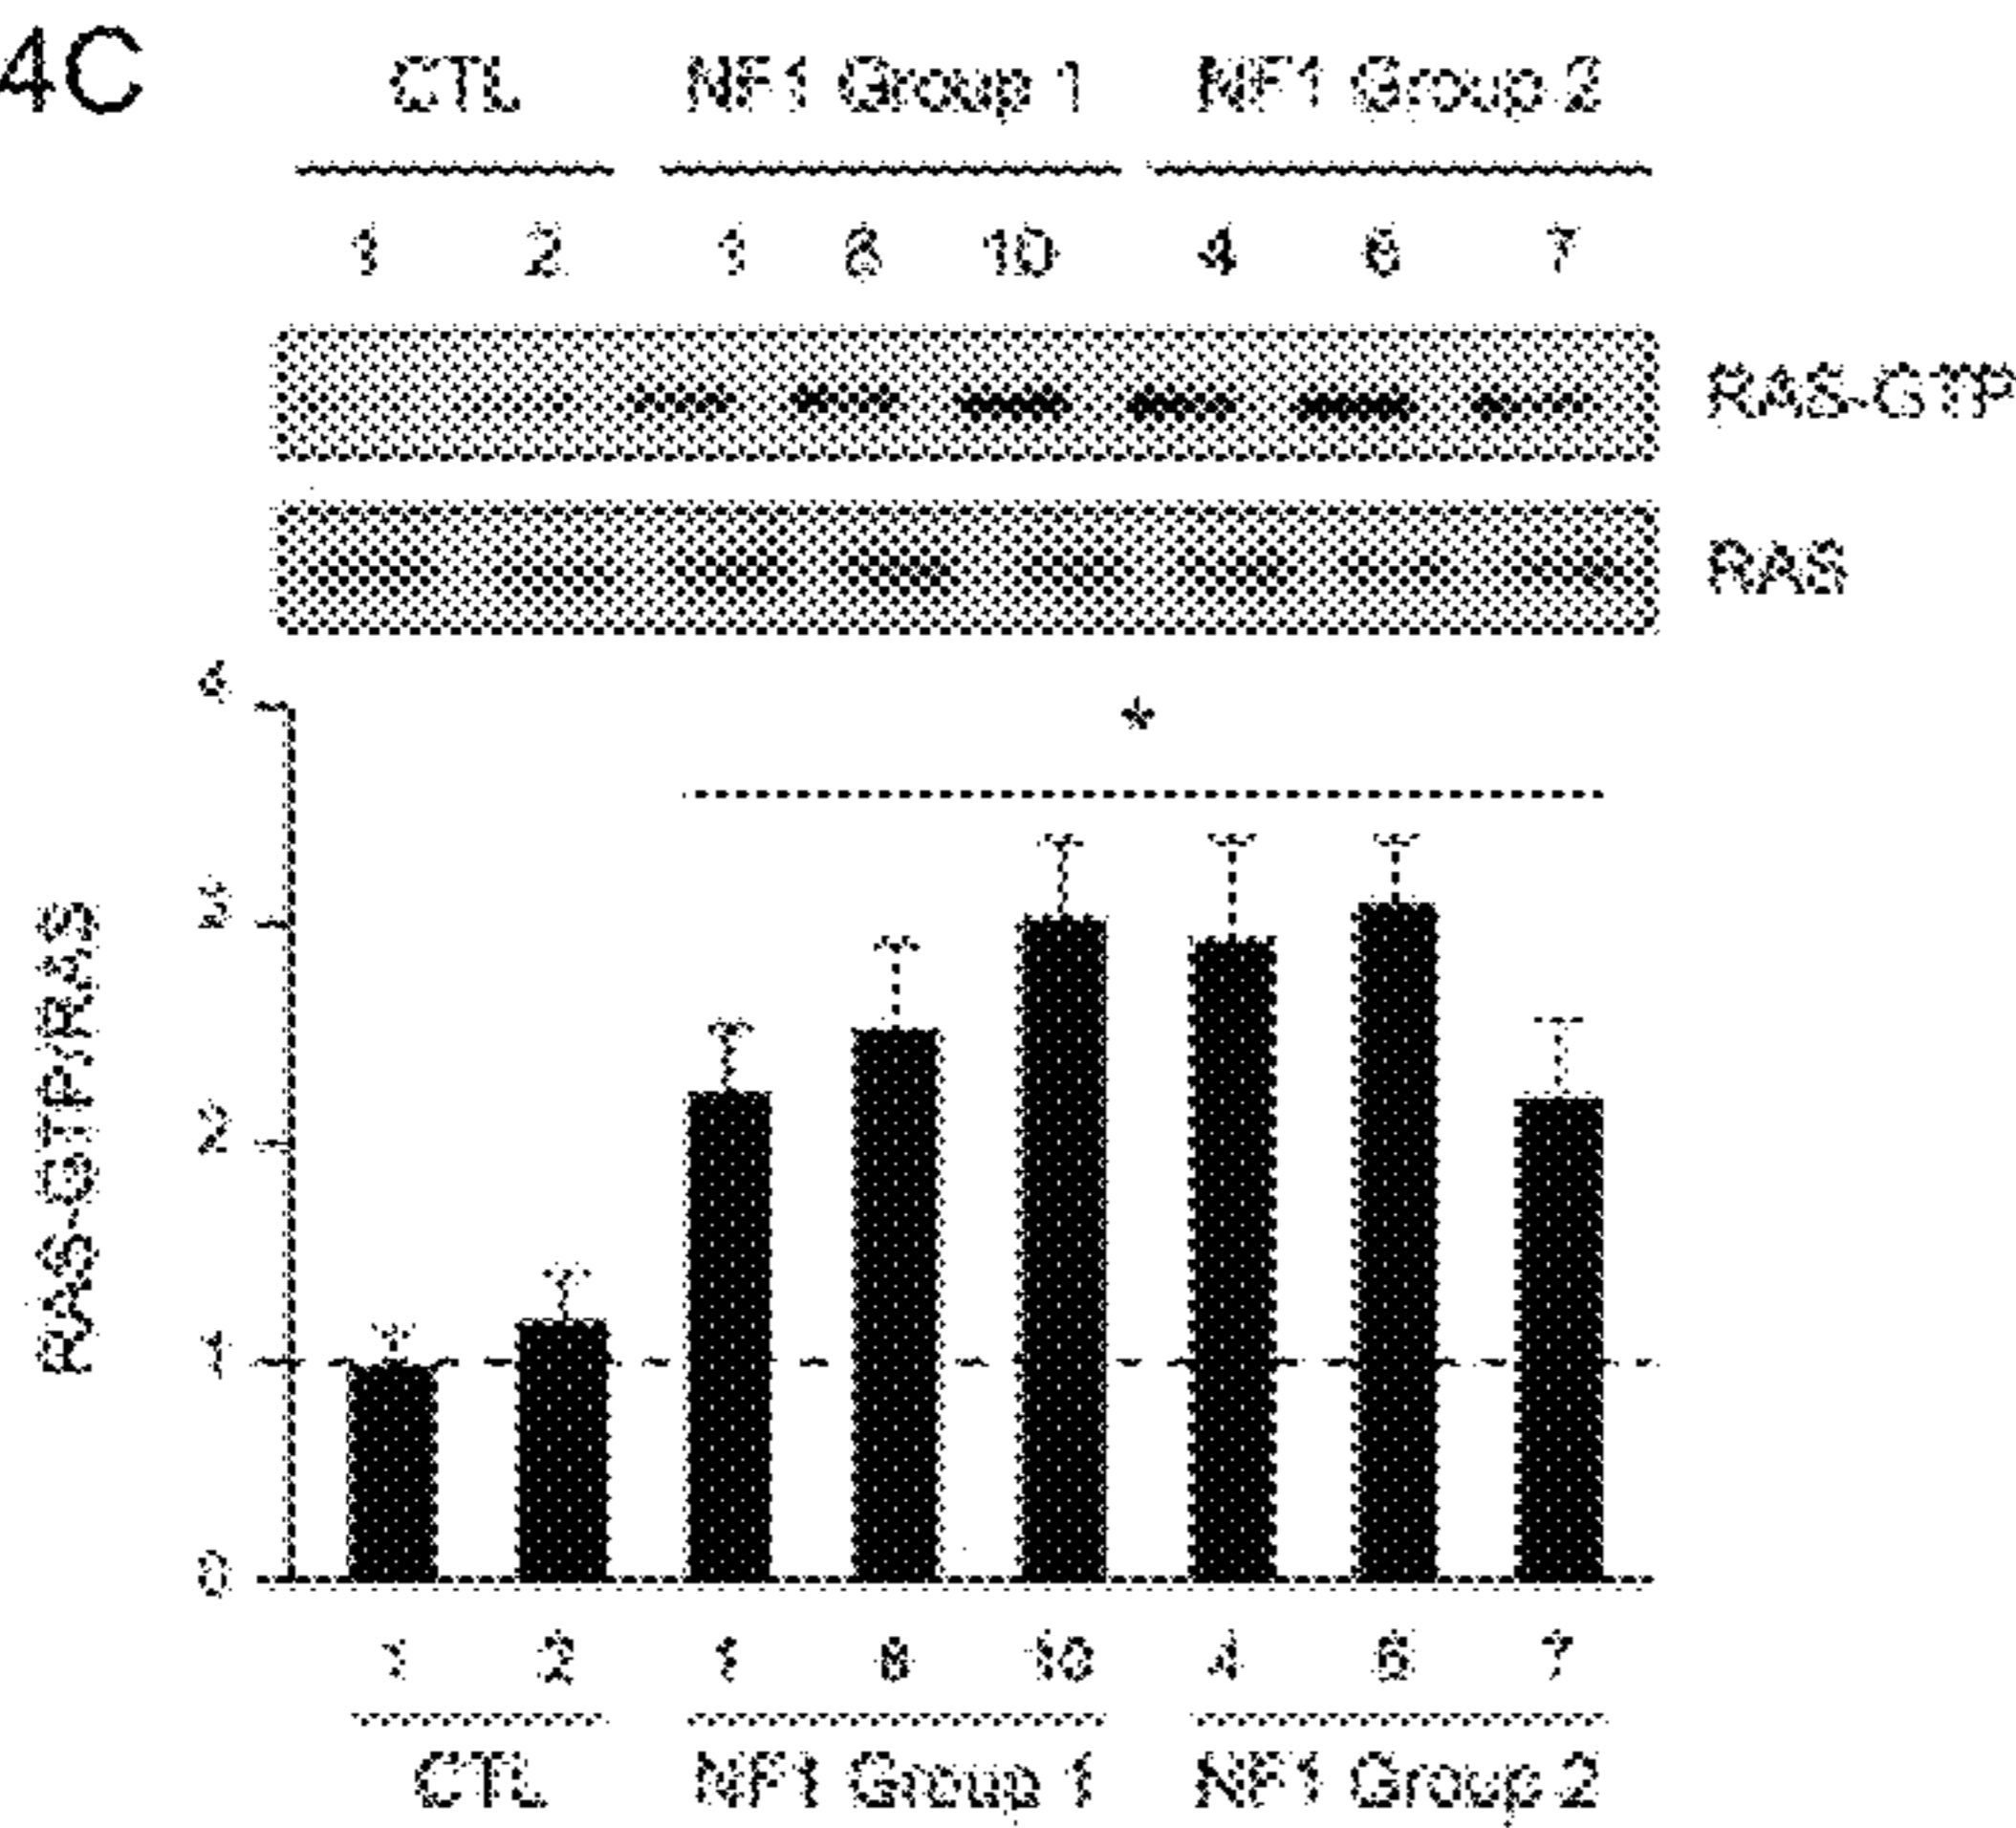 4C
CTL NF1 Group 1 NF1 Group 2
1 2 1 8 10 4 6 7
RAS-GTP
RAS
4
*
3
2
1
0
RAS-GTP/RAS
1 2 1 8 10 4 6 7
CTL NF1 Group 1 NF1 Group 2